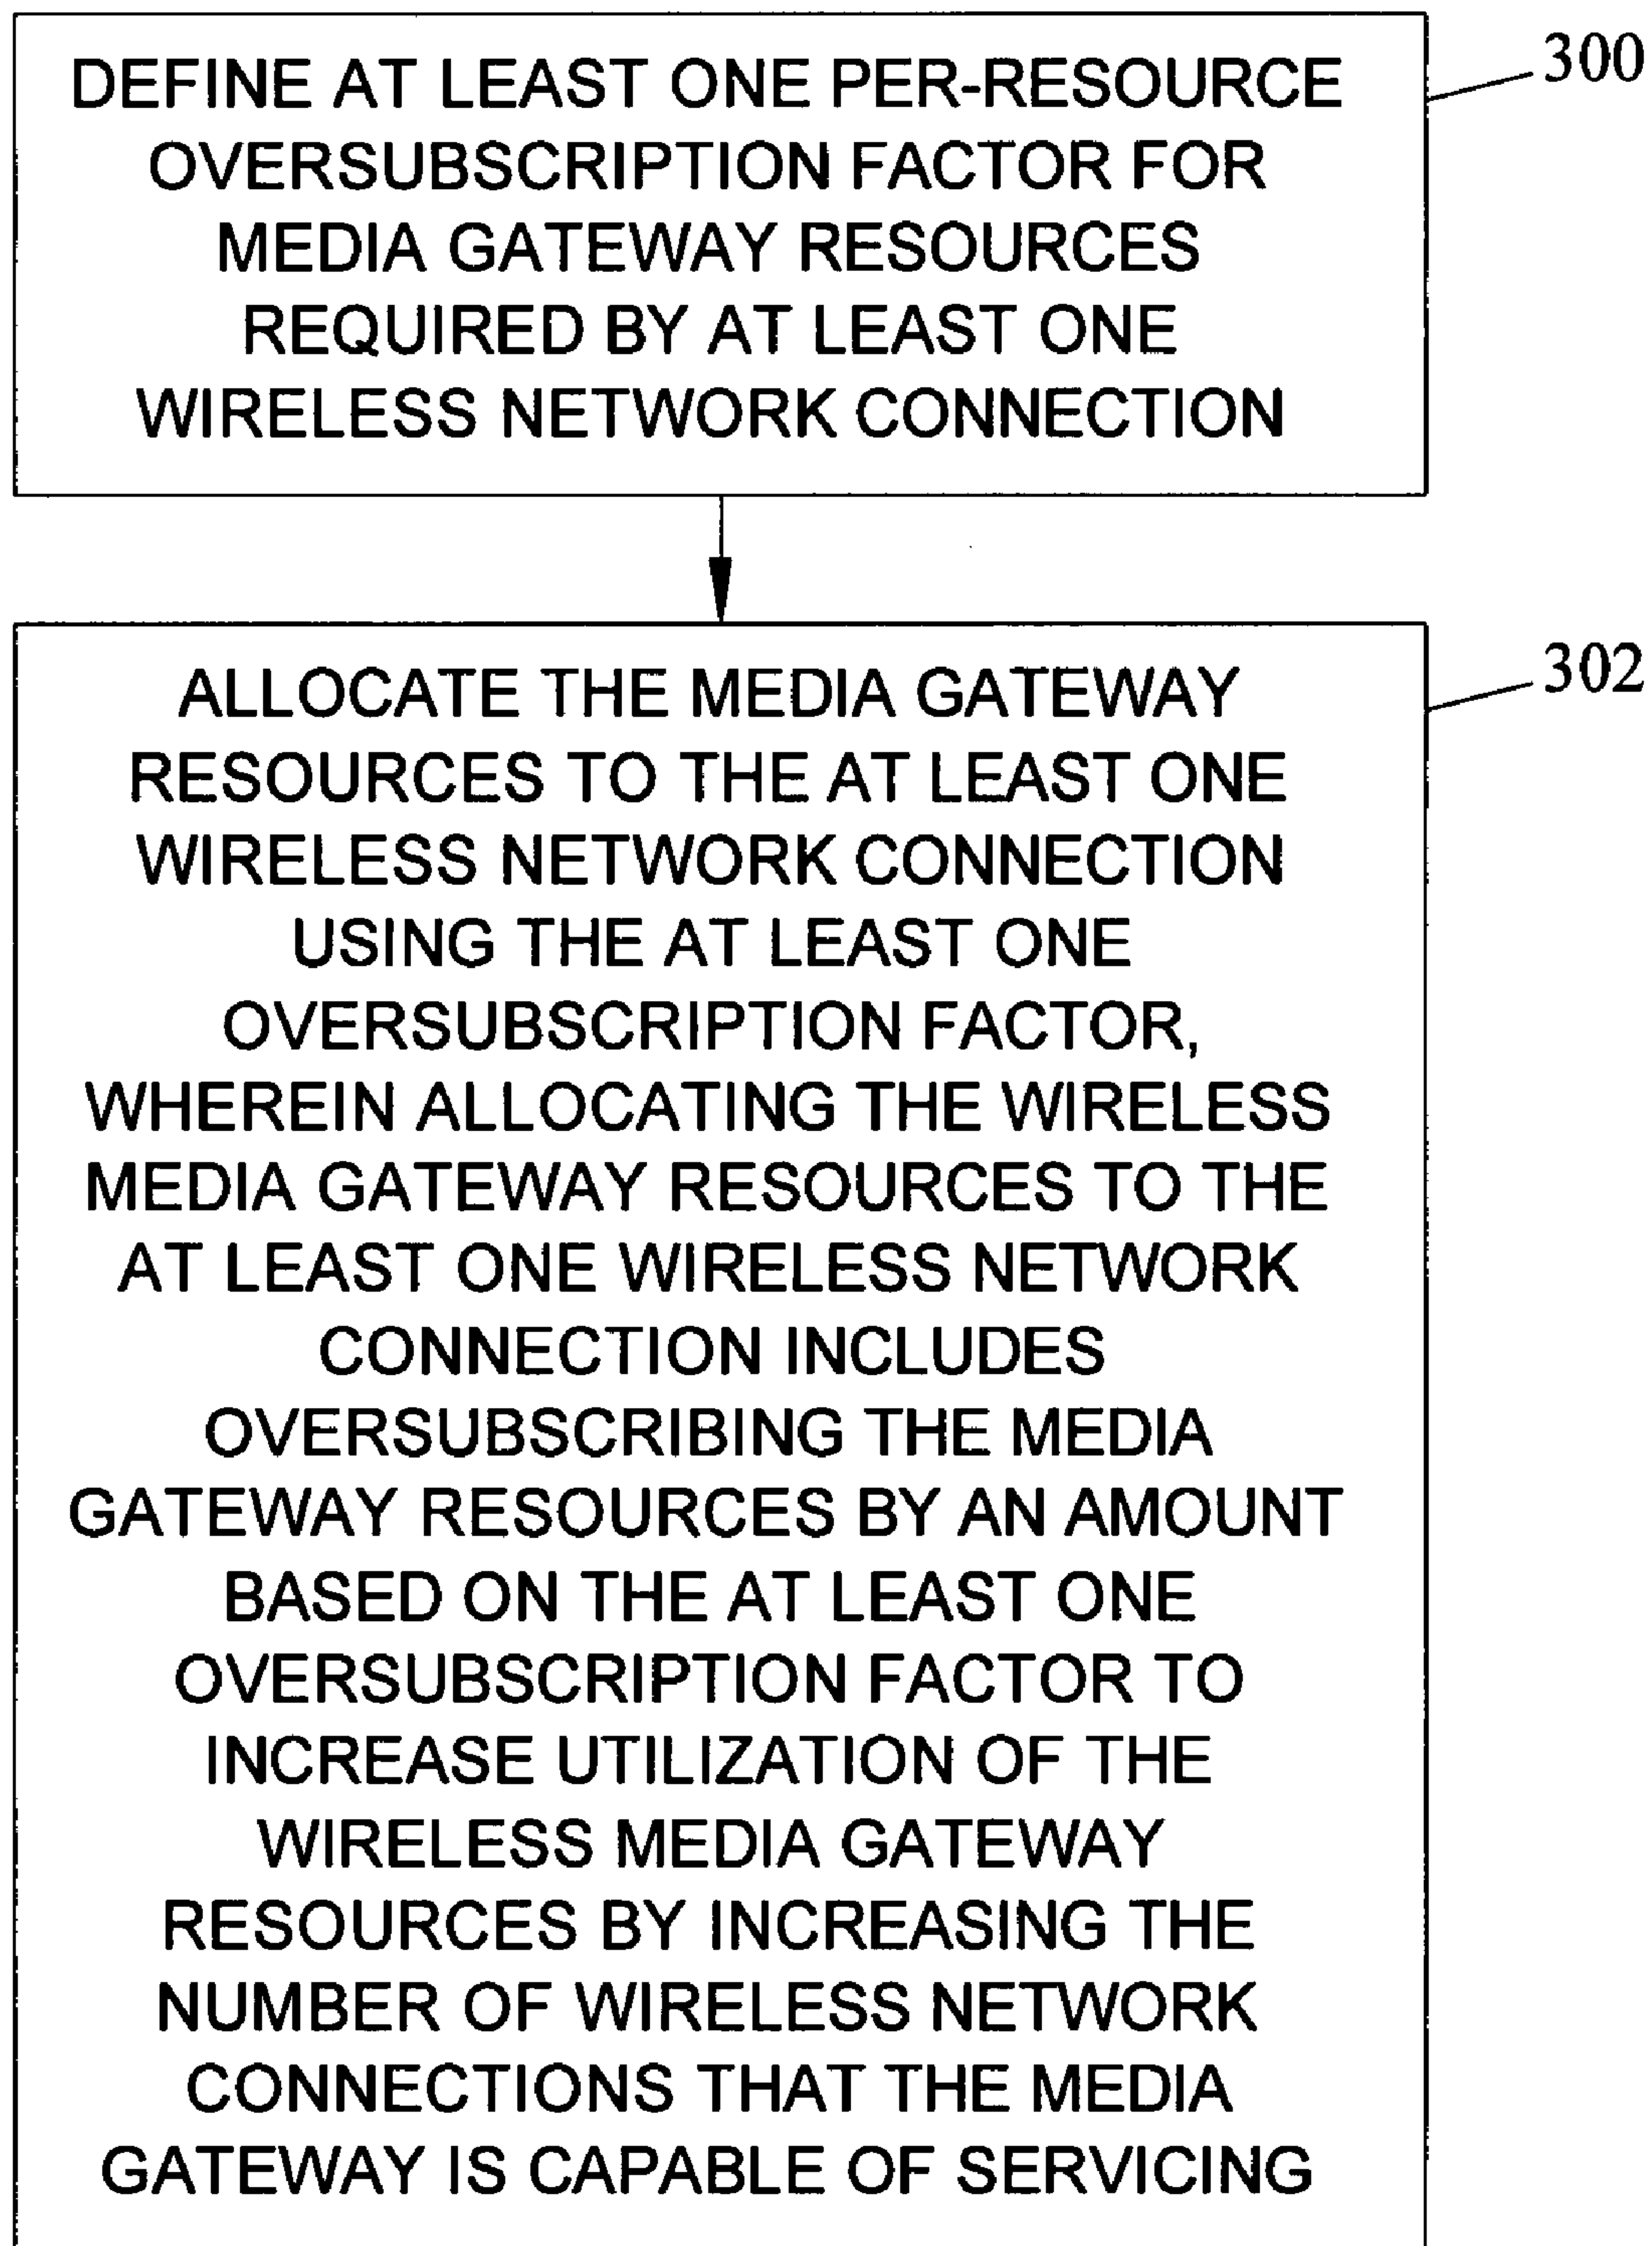 DEFINE AT LEAST ONE PER-RESOURCE
OVERSUBSCRIPTION FACTOR FOR
MEDIA GATEWAY RESOURCES
REQUIRED BY AT LEAST ONE
WIRELESS NETWORK CONNECTION
300
ALLOCATE THE MEDIA GATEWAY
RESOURCES TO THE AT LEAST ONE
WIRELESS NETWORK CONNECTION
USING THE AT LEAST ONE
OVERSUBSCRIPTION FACTOR,
WHEREIN ALLOCATING THE WIRELESS
MEDIA GATEWAY RESOURCES TO THE
AT LEAST ONE WIRELESS NETWORK
CONNECTION INCLUDES
OVERSUBSCRIBING THE MEDIA
GATEWAY RESOURCES BY AN AMOUNT
BASED ON THE AT LEAST ONE
OVERSUBSCRIPTION FACTOR TO
INCREASE UTILIZATION OF THE
WIRELESS MEDIA GATEWAY
RESOURCES BY INCREASING THE
NUMBER OF WIRELESS NETWORK
CONNECTIONS THAT THE MEDIA
GATEWAY IS CAPABLE OF SERVICING
302